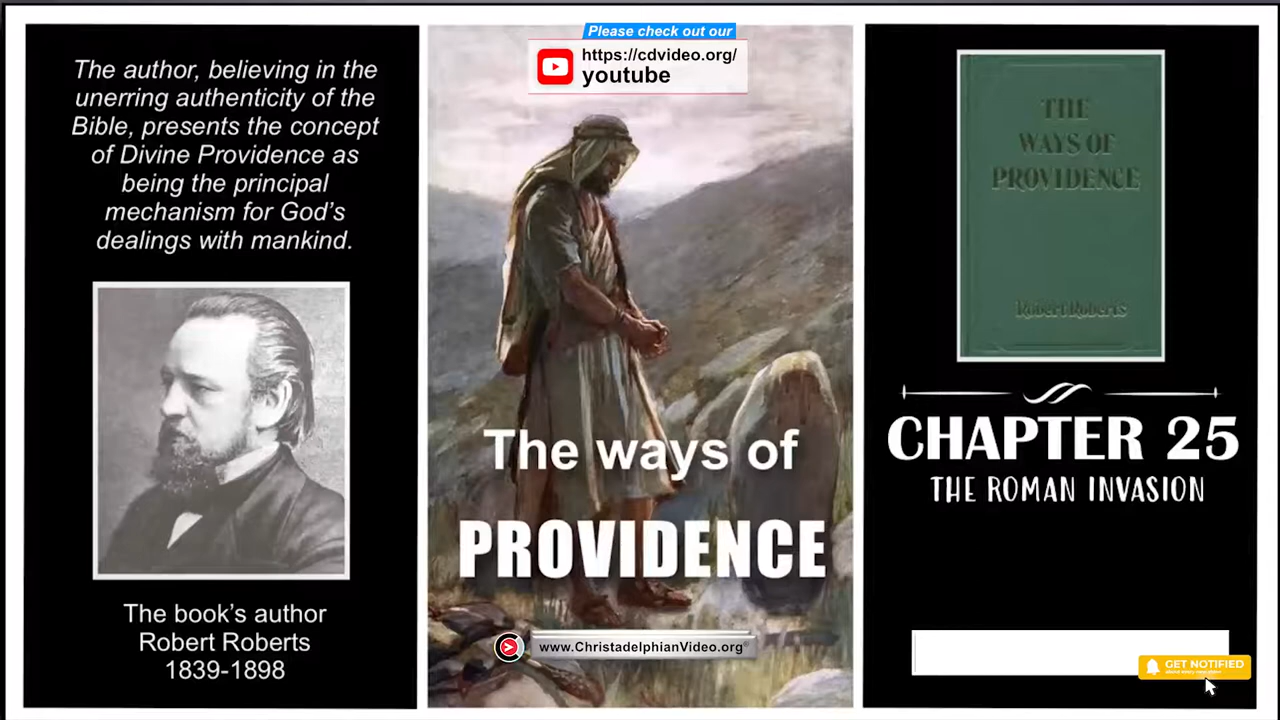 The author, believing in the
unerring authenticity of the
Bible, presents the concept
of Divine Providence as
being the principal
mechanism for God's
dealings with mankind.
The book's author
Robert Roberts
1839-1898
Please check out our
https://cdvideo.org/
youtube
The ways of
PROVIDENCE
www.ChristadelphianVideo.org®
THE
WAYS OF
PROVIDENCE
Robert Roberts
CHAPTER 25
THE ROMAN INVASION
GET NOTIFIED